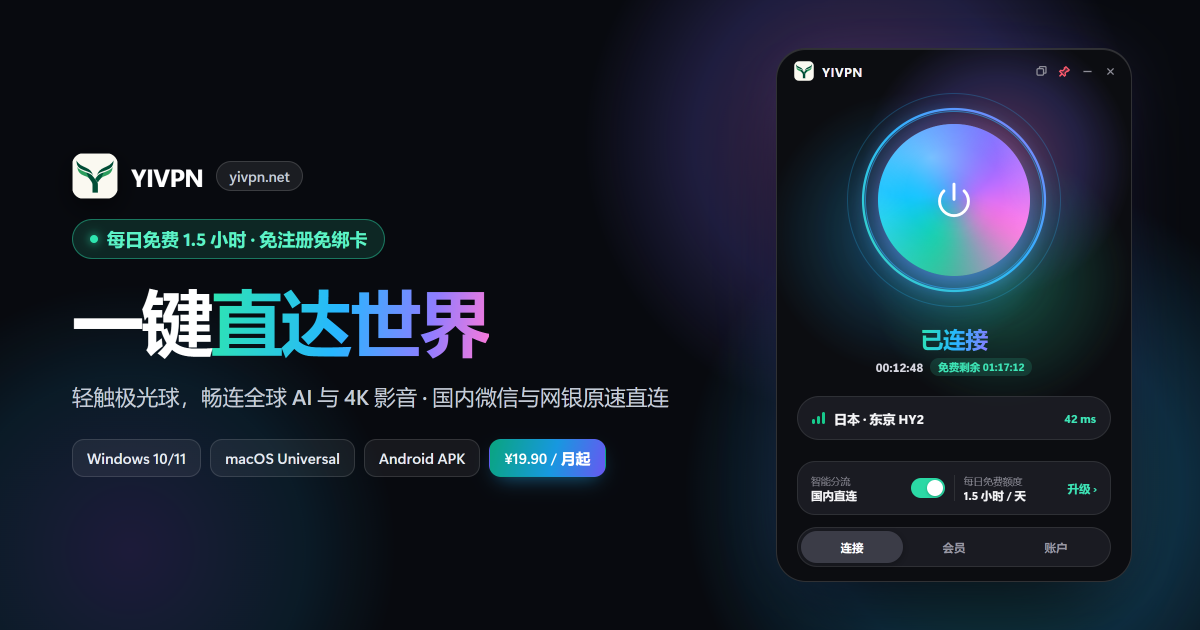 YIVPN
yivpn.net
每日免费 1.5 小时 · 免注册免绑卡
一键直达世界
轻触极光球，畅连全球 AI 与 4K 影音 · 国内微信与网银原速直连
Windows 10/11
macOS Universal
Android APK
¥19.90 / 月起
YIVPN
已连接
00:12:48
免费剩余 01:17:12
日本 · 东京 HY2
42 ms
智能分流
国内直连
每日免费额度
1.5 小时 / 天
升级 ›
连接
会员
账户